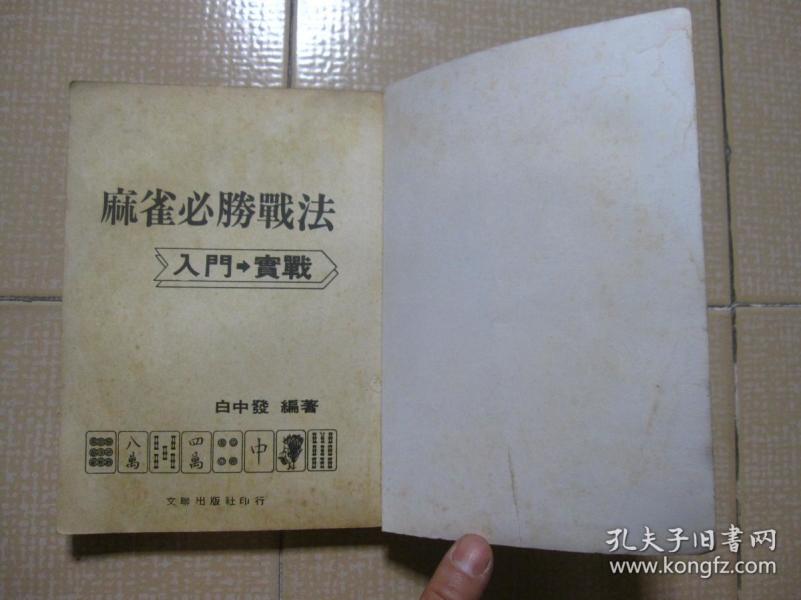 麻雀必勝戰法
入門➡實戰
白中發 編著
八萬 四萬 中
文聯出版社印行
孔夫子旧书网
www.kongfz.com